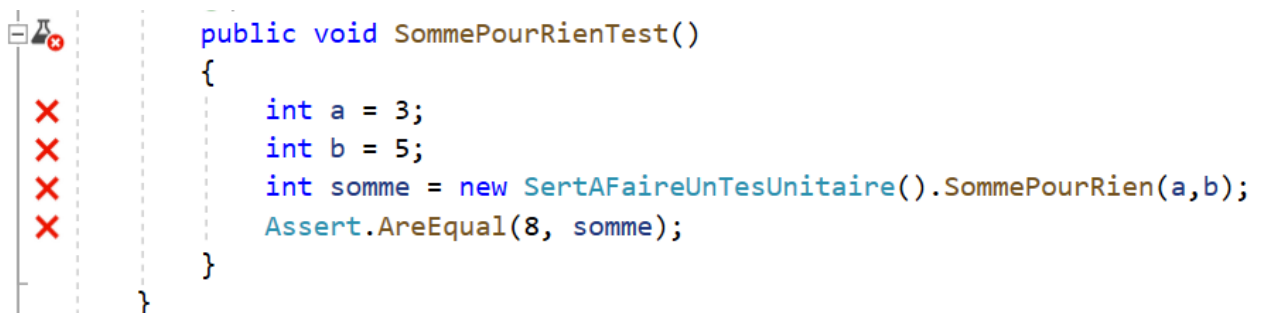 public void SommePourRienTest()
{
int a = 3;
int b = 5;
int somme = new SertAFaireUnTesUnitaire().SommePourRien(a,b);
Assert.AreEqual(8, somme);
}
}